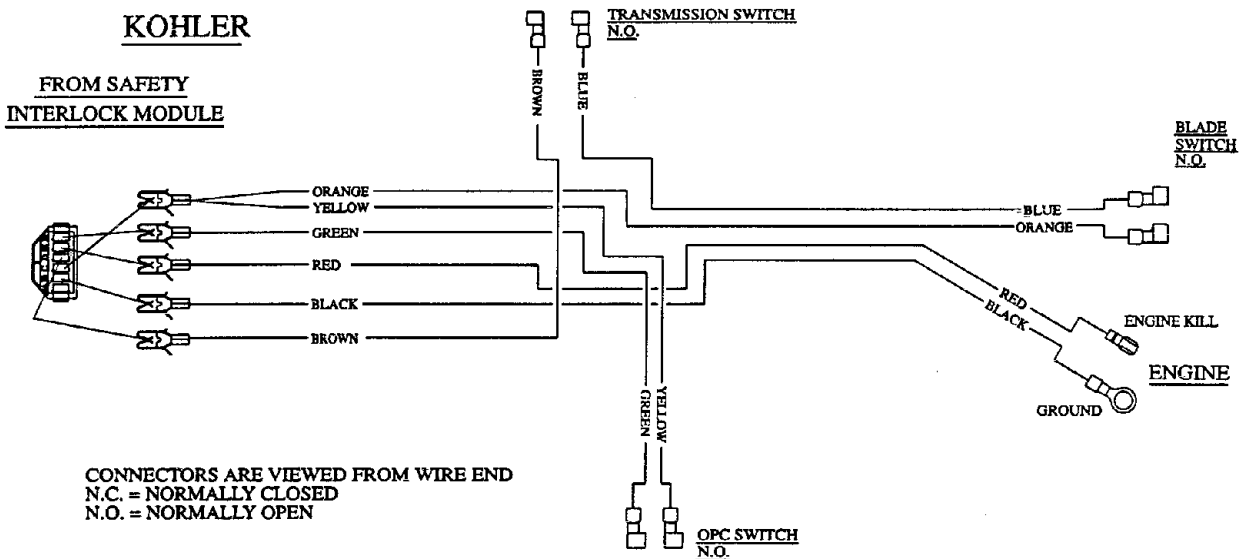 KOHLER
FROM SAFETY
INTERLOCK MODULE
TRANSMISSION SWITCH
N.O.
BROWN
BLUE
BLADE
SWITCH
N.O.
ORANGE
YELLOW
GREEN
RED
BLACK
BROWN
BLUE
ORANGE
RED
BLACK
ENGINE KILL
ENGINE
GROUND
GREEN
YELLOW
CONNECTORS ARE VIEWED FROM WIRE END
N.C. = NORMALLY CLOSED
N.O. = NORMALLY OPEN
OPC SWITCH
N.O.